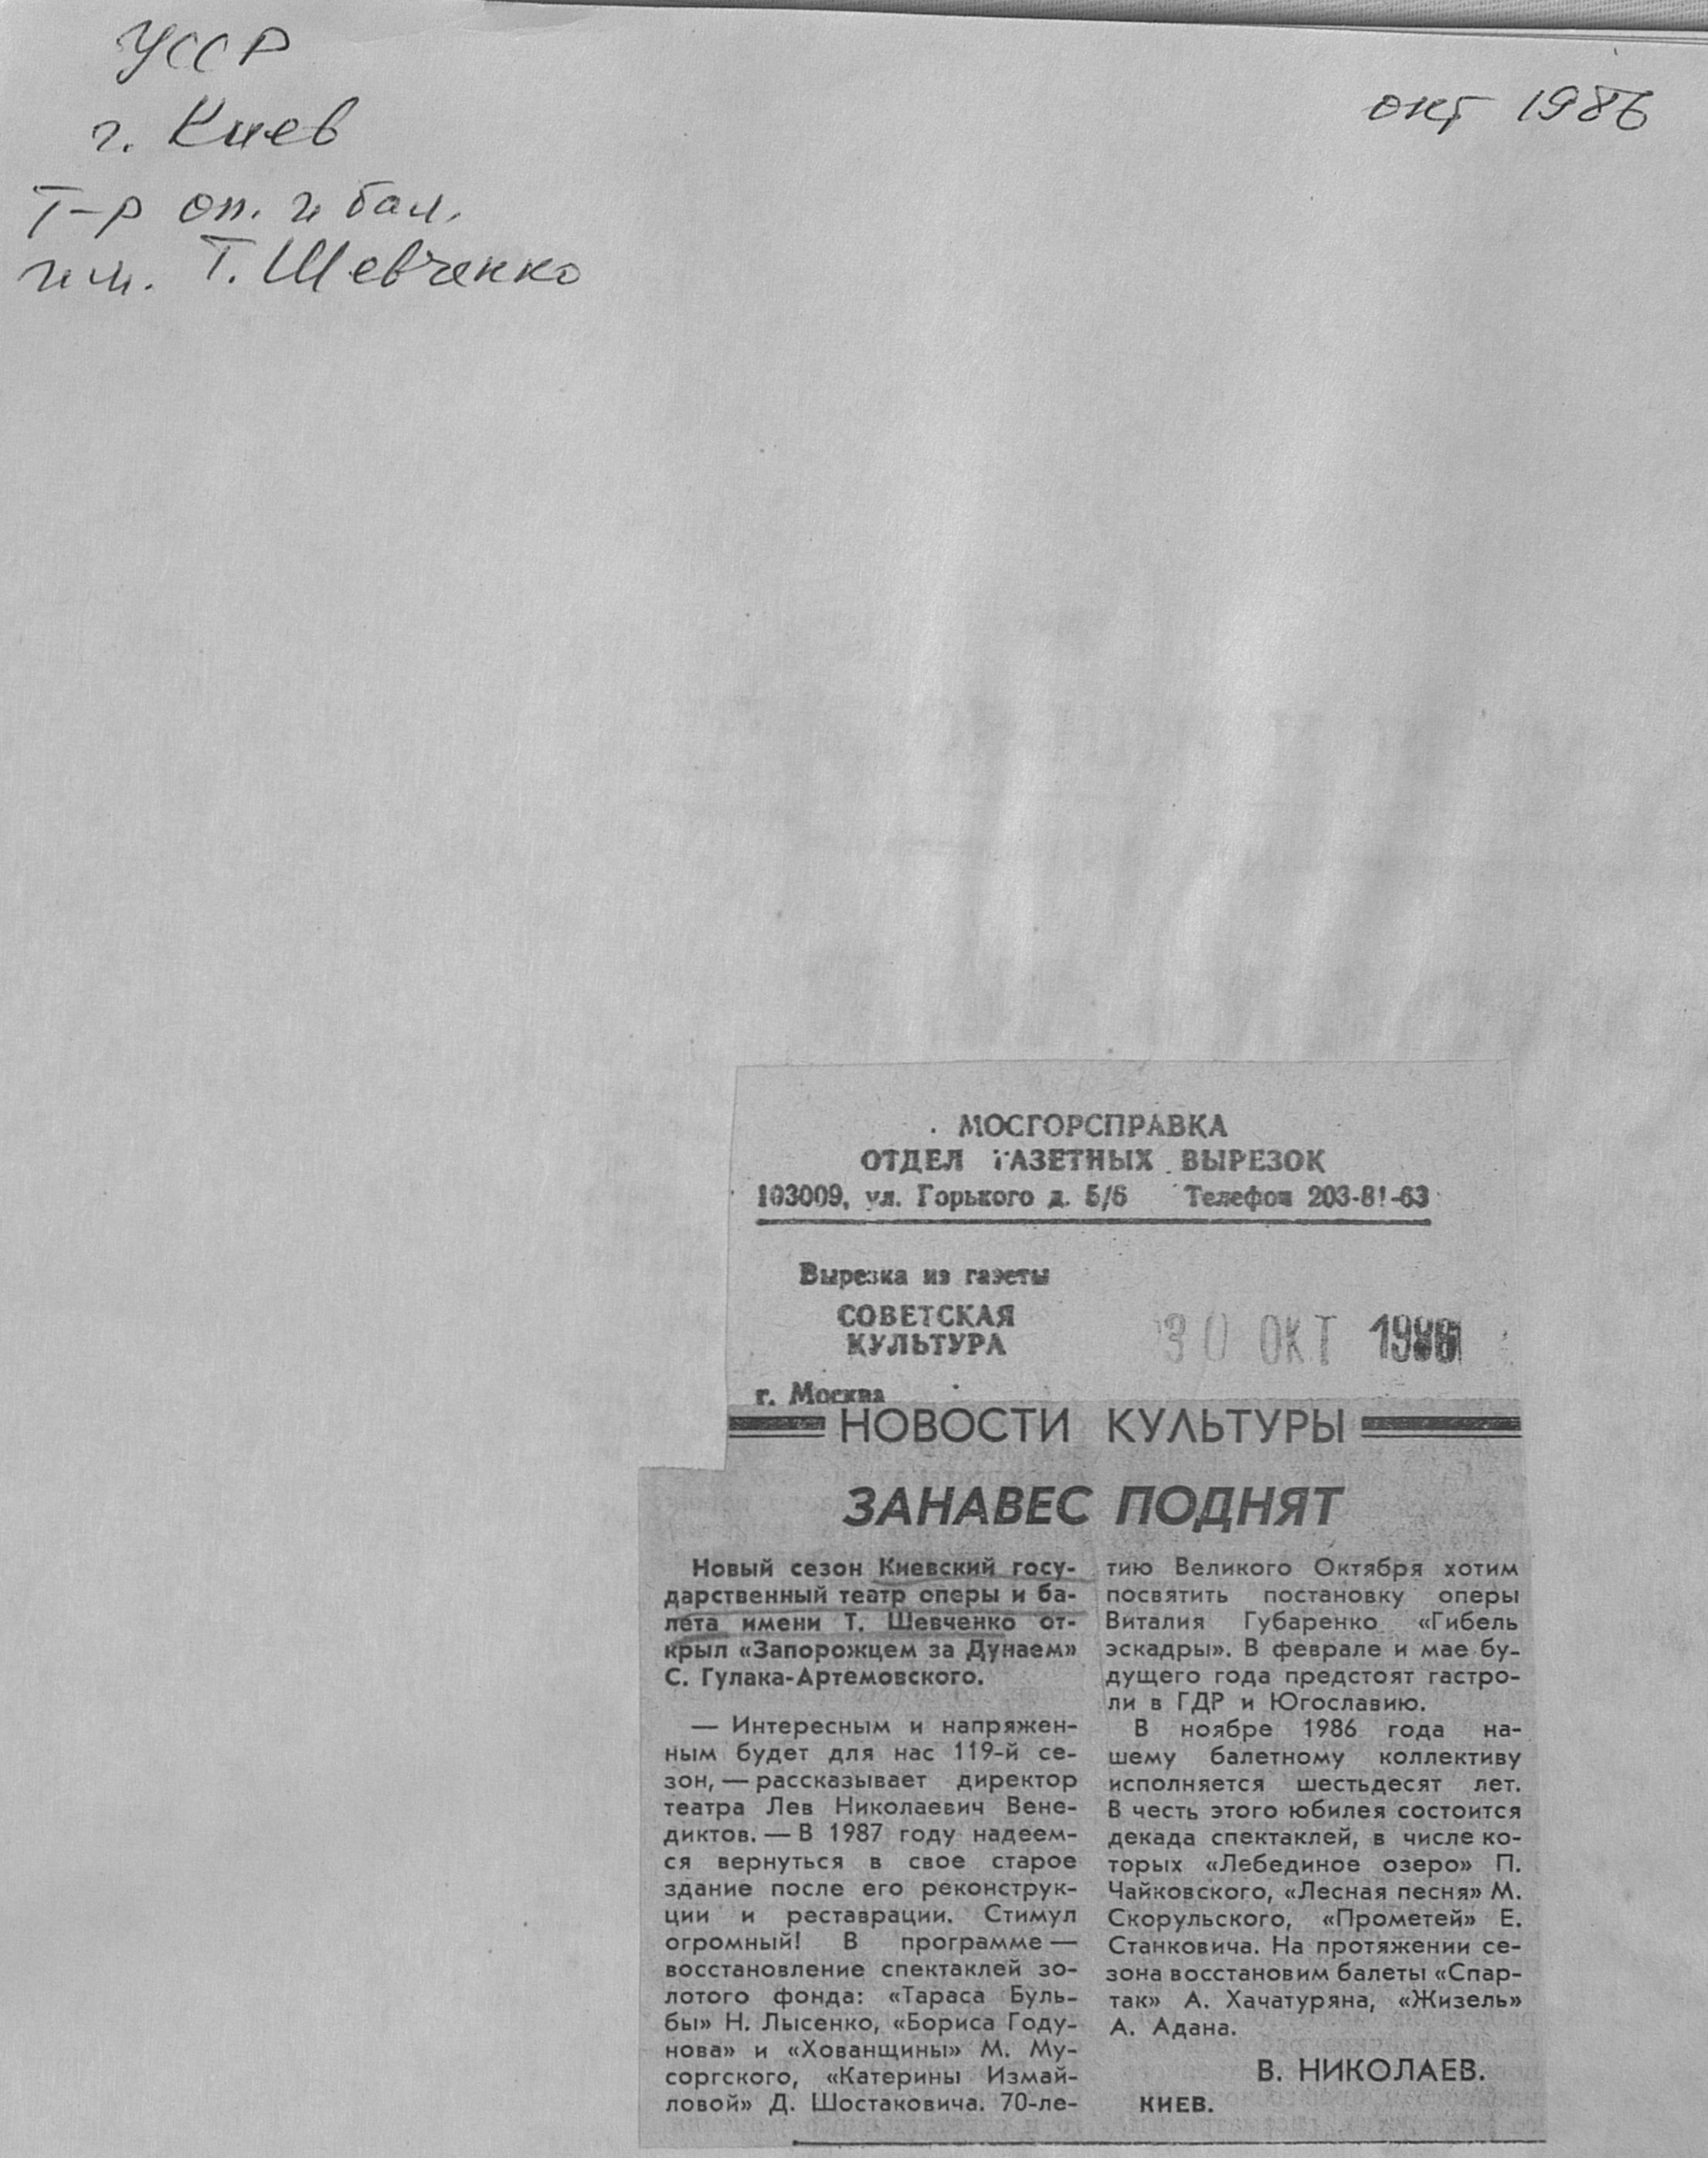 УССР
г. Киев
Т-р оп. и бал.
им. Т. Шевченко
окт 1986
МОСГОРСПРАВКА
ОТДЕЛ ГАЗЕТНЫХ ВЫРЕЗОК
103009, ул. Горького д. 5/6 Телефон 203-81-63
Вырезка из газеты
СОВЕТСКАЯ
КУЛЬТУРА
30 ОКТ 1986
г. Москва
НОВОСТИ КУЛЬТУРЫ
ЗАНАВЕС ПОДНЯТ
Новый сезон Киевский госу-
дарственный театр оперы и ба-
лета имени Т. Шевченко от-
крыл «Запорожцем за Дунаем»
С. Гулака-Артемовского.
— Интересным и напряжен-
ным будет для нас 119-й се-
зон, — рассказывает директор
театра Лев Николаевич Вене-
диктов. — В 1987 году надеем-
ся вернуться в свое старое
здание после его реконструк-
ции и реставрации. Стимул
огромный! В программе —
восстановление спектаклей зо-
лотого фонда: «Тараса Буль-
бы» Н. Лысенко, «Бориса Году-
нова» и «Хованщины» М. Му-
соргского, «Катерины Измай-
ловой» Д. Шостаковича. 70-ле-
тию Великого Октября хотим
посвятить постановку оперы
Виталия Губаренко «Гибель
эскадры». В феврале и мае бу-
дущего года предстоят гастро-
ли в ГДР и Югославию.
В ноябре 1986 года на-
шему балетному коллективу
исполняется шестьдесят лет.
В честь этого юбилея состоится
декада спектаклей, в числе ко-
торых «Лебединое озеро» П.
Чайковского, «Лесная песня» М.
Скорульского, «Прометей» Е.
Станковича. На протяжении се-
зона восстановим балеты «Спар-
так» А. Хачатуряна, «Жизель»
А. Адана.
В. НИКОЛАЕВ.
КИЕВ.